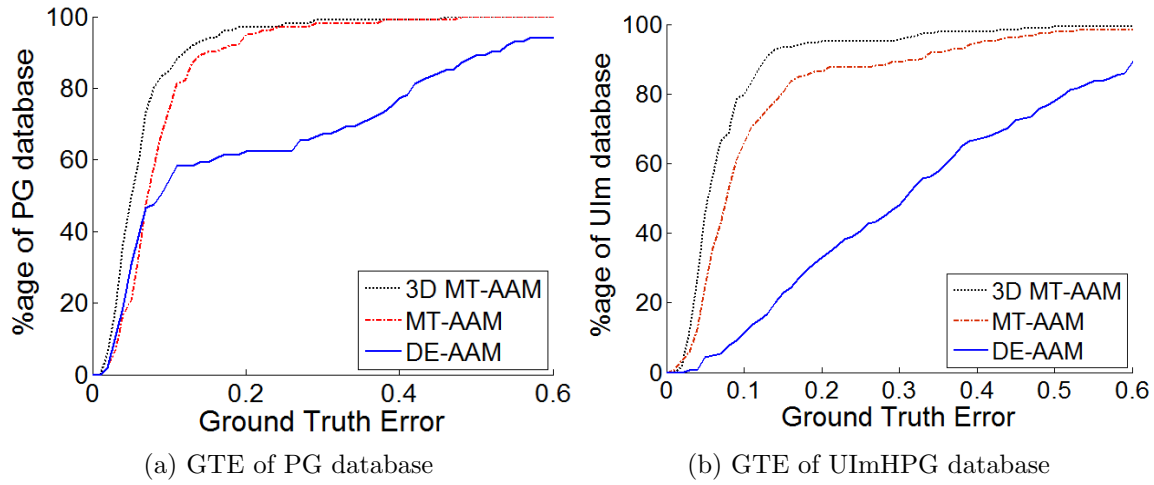 100
80
60
40
20
0
%age of PG database
3D MT-AAM
MT-AAM
DE-AAM
0
0.2
0.4
0.6
Ground Truth Error
(a) GTE of PG database
100
80
60
40
20
0
%age of UIm database
3D MT-AAM
MT-AAM
DE-AAM
0
0.1
0.2
0.3
0.4
0.5
0.6
Ground Truth Error
(b) GTE of UImHPG database